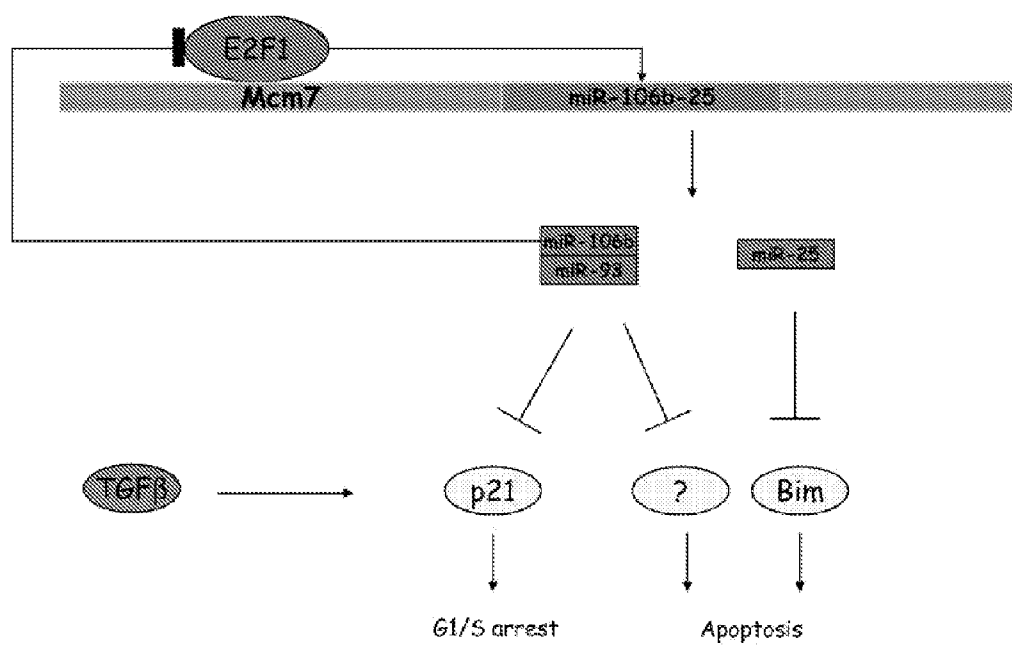 E2F1
Mcm7
miR-106b-25
miR-106b
miR-93
miR-25
TGFβ
p21
?
Bim
G1/S arrest
Apoptosis